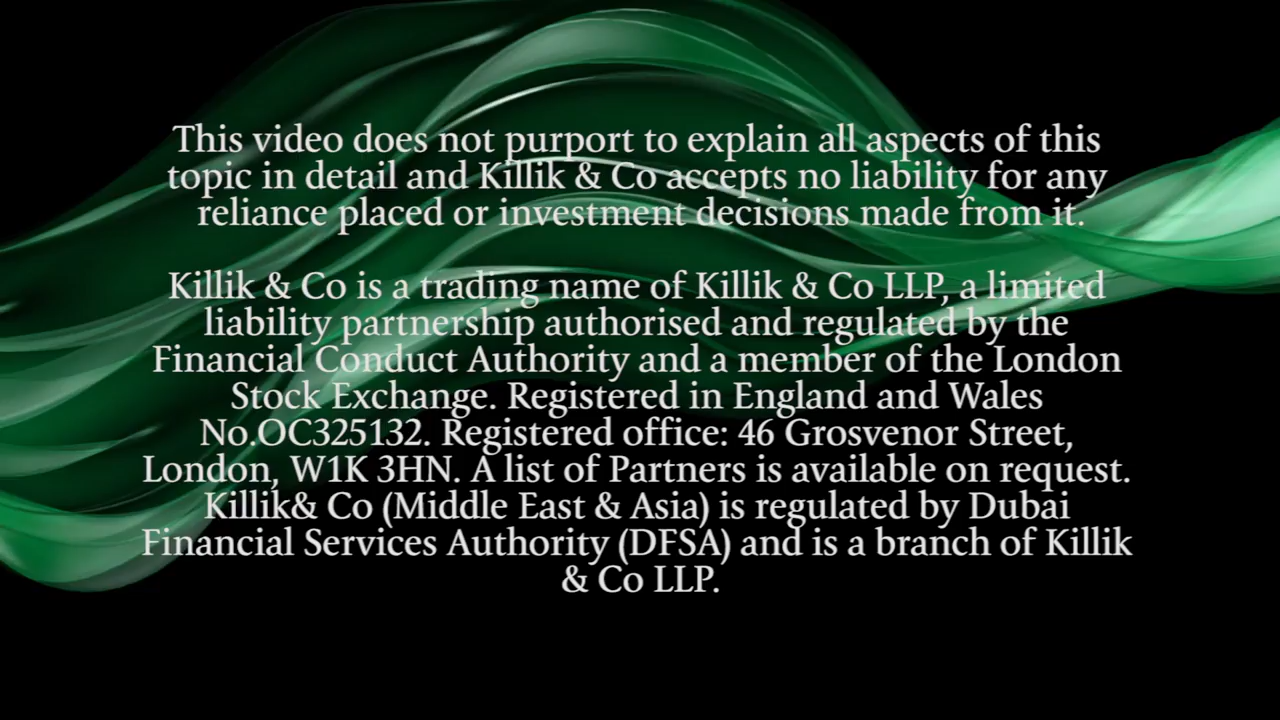 This video does not purport to explain all aspects of this
topic in detail and Killik & Co accepts no liability for any
reliance placed or investment decisions made from it.
Killik & Co is a trading name of Killik & Co LLP, a limited
liability partnership authorised and regulated by the
Financial Conduct Authority and a member of the London
Stock Exchange. Registered in England and Wales
No.OC325132. Registered office: 46 Grosvenor Street,
London, W1K 3HN. A list of Partners is available on request.
Killik& Co (Middle East & Asia) is regulated by Dubai
Financial Services Authority (DFSA) and is a branch of Killik
& Co LLP.